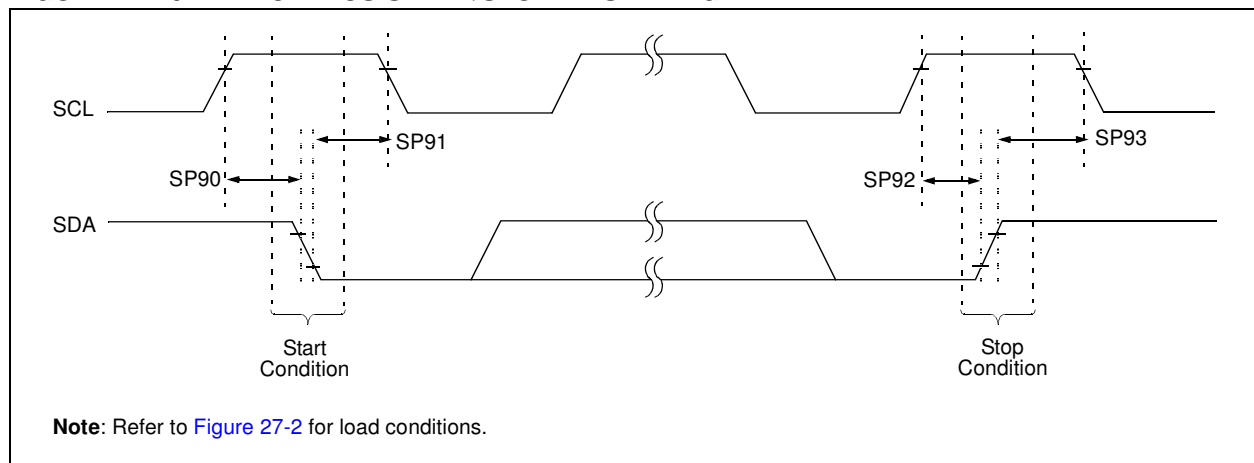 SCL
SP91
SP93
SP90
SP92
SDA
Start
Condition
Stop
Condition
Note: Refer to Figure 27-2 for load conditions.